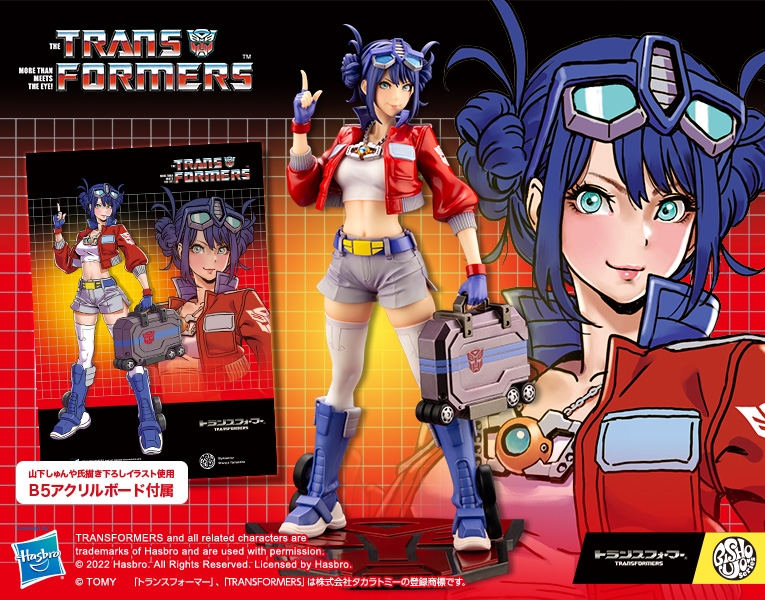 THE
TRANS
MORE THAN
MEETS
THE EYE!
FORMERS
TM
TRANS
FORMERS
トランスフォーマー
TRANSFORMERS
山下しゅんや氏描き下ろしイラスト使用
B5アクリルボード付属
Hasbro
TRANSFORMERS and all related characters are
trademarks of Hasbro and are used with permission.
© 2022 Hasbro. All Rights Reserved. Licensed by Hasbro.
© TOMY 「トランスフォーマー」、「TRANSFORMERS」は株式会社タカラトミーの登録商標です。
トランスフォーマー
TRANSFORMERS
BISHOUJO
series